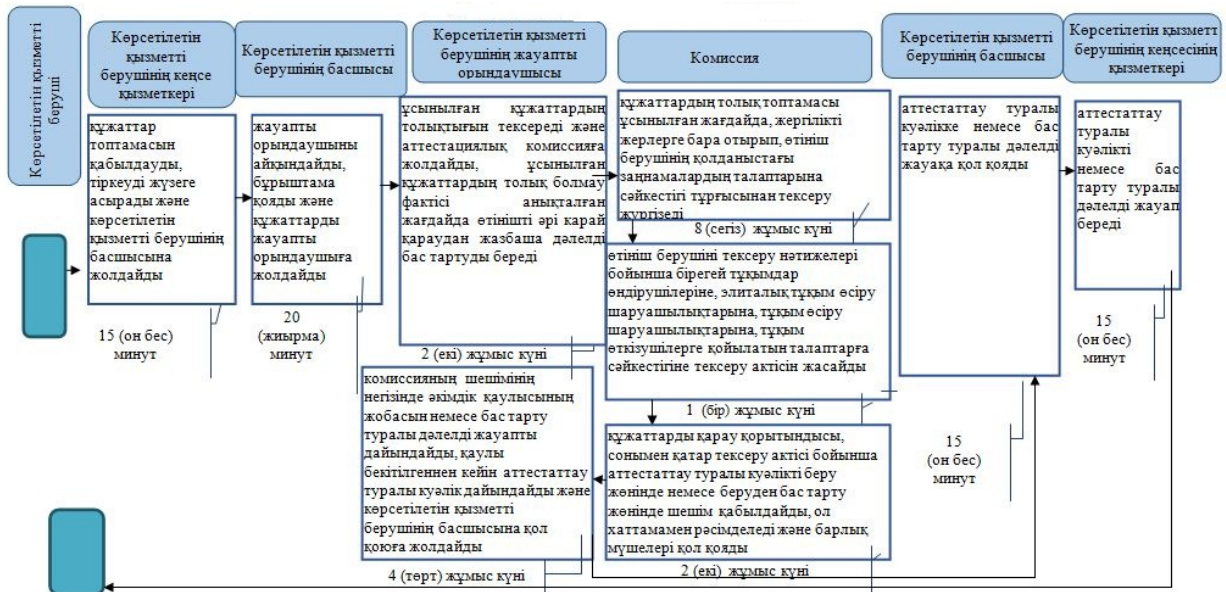 Көрсетілетін қызметті
беруші
Көрсетілетін
қызметті
берушінің кеңсе
қызметкері
Көрсетілетін қызметті
берушінің басшысы
Көрсетілетін қызметті
берушінің жауапты
орындаушысы
Комиссия
Көрсетілетін қызметті
берушінің басшысы
Көрсетілетін қызметт
берушінің кеңсесінің
қызметкері
құжаттар
топтамасын
қабылдауды,
тіркеуді жүзеге
асырады және
көрсетілетін
қызметті берушінің
басшысына
жолдайды
15 (он бес)
минут
жауапты
орындаушыны
айқындайды,
бұрыштама
қояды және
құжаттарды
жауапты
орындаушыға
жолдайды
20
(жиырма)
минут
ұсынылған құжаттардың
толықтығын тексереді және
аттестациялық комиссияға
жолдайды, ұсынылған
құжаттардың толық болмау
фактісі анықталған
жағдайда өтінішті әрі қарай
қараудан жазбаша дәлелді
бас тартуды береді
2 (екі) жұмыс күні
құжаттардың толық топтамасы
ұсынылған жағдайда, жергілікті
жерлерге бара отырып, өтініш
берушінің қолданыстағы
заңнамалардың талаптарына
сәйкестігі тұрғысынан тексеру
жүргізеді
8 (сегіз) жұмыс күні
өтініш берушіні тексеру нәтижелері
бойынша бірегей тұқымдар
өндірушілеріне, элиталық тұқым өсіру
шаруашылықтарына, тұқым өсіру
шаруашылықтарына, тұқым
өткізушілерге қойылатын талаптарға
сәйкестігіне тексеру актісін жасайды
1 (бір) жұмыс күні
құжаттарды қарау қорытындысы,
сонымен қатар тексеру актісі бойынша
аттестаттау туралы куәлікті беру
жөнінде немесе беруден бас тарту
жөнінде шешім қабылдайды, ол
хаттамамен рәсімделеді және барлық
мүшелері қол қояды
2 (екі) жұмыс күні
комиссияның шешімінің
негізінде әкімдік қаулысының
жобасын немесе бас тарту
туралы дәлелді жауапты
дайындайды, қаулы
бекітілгеннен кейін аттестаттау
туралы куәлік дайындайды және
көрсетілетін қызметті
берушінің басшысына қол
қоюға жолдайды
4 (төрт) жұмыс күні
аттестаттау туралы
куәлікке немесе бас
тарту туралы дәлелді
жауапқа қол қояды
15
(он бес)
минут
аттестаттау
туралы
куәлікті
немесе бас
тарту туралы
дәлелді жауап
береді
15
(он бес)
минут